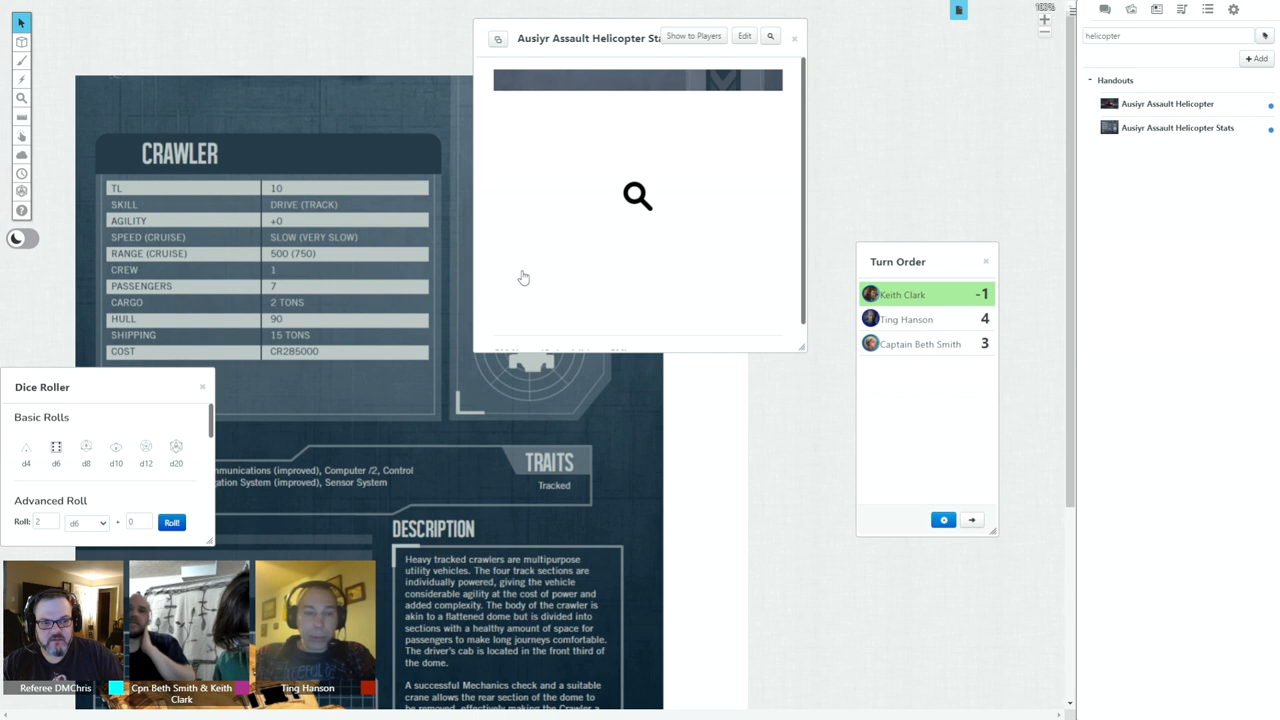 100%
Ausiyr Assault Helicopter Sta
Show to Players
Edit
helicopter
Add
Handouts
Ausiyr Assault Helicopter
Ausiyr Assault Helicopter Stats
CRAWLER
TL 10
SKILL DRIVE (TRACK)
AGILITY +0
SPEED (CRUISE) SLOW (VERY SLOW)
RANGE (CRUISE) 500 (750)
CREW 1
PASSENGERS 7
CARGO 2 TONS
HULL 90
SHIPPING 15 TONS
COST CR285000
Turn Order
Keith Clark -1
Ting Hanson 4
Captain Beth Smith 3
Dice Roller
Basic Rolls
d4 d6 d8 d10 d12 d20
Advanced Roll
Roll: 2 d6 + 0 Roll!
mmunications (improved), Computer /2, Control
gation System (improved), Sensor System
TRAITS
Tracked
DESCRIPTION
Heavy tracked crawlers are multipurpose
utility vehicles. The four track sections are
individually powered, giving the vehicle
considerable agility at the cost of power and
added complexity. The body of the crawler is
akin to a flattened dome but is divided into
sections with a healthy amount of space for
passengers to make long journeys comfortable.
The driver's cab is located in the front third of
the dome.
A successful Mechanics check and a suitable
crane allows the rear section of the dome to
be removed, effectively making the Crawler a
Referee DMChris
Cpn Beth Smith & Keith
Clark
Ting Hanson